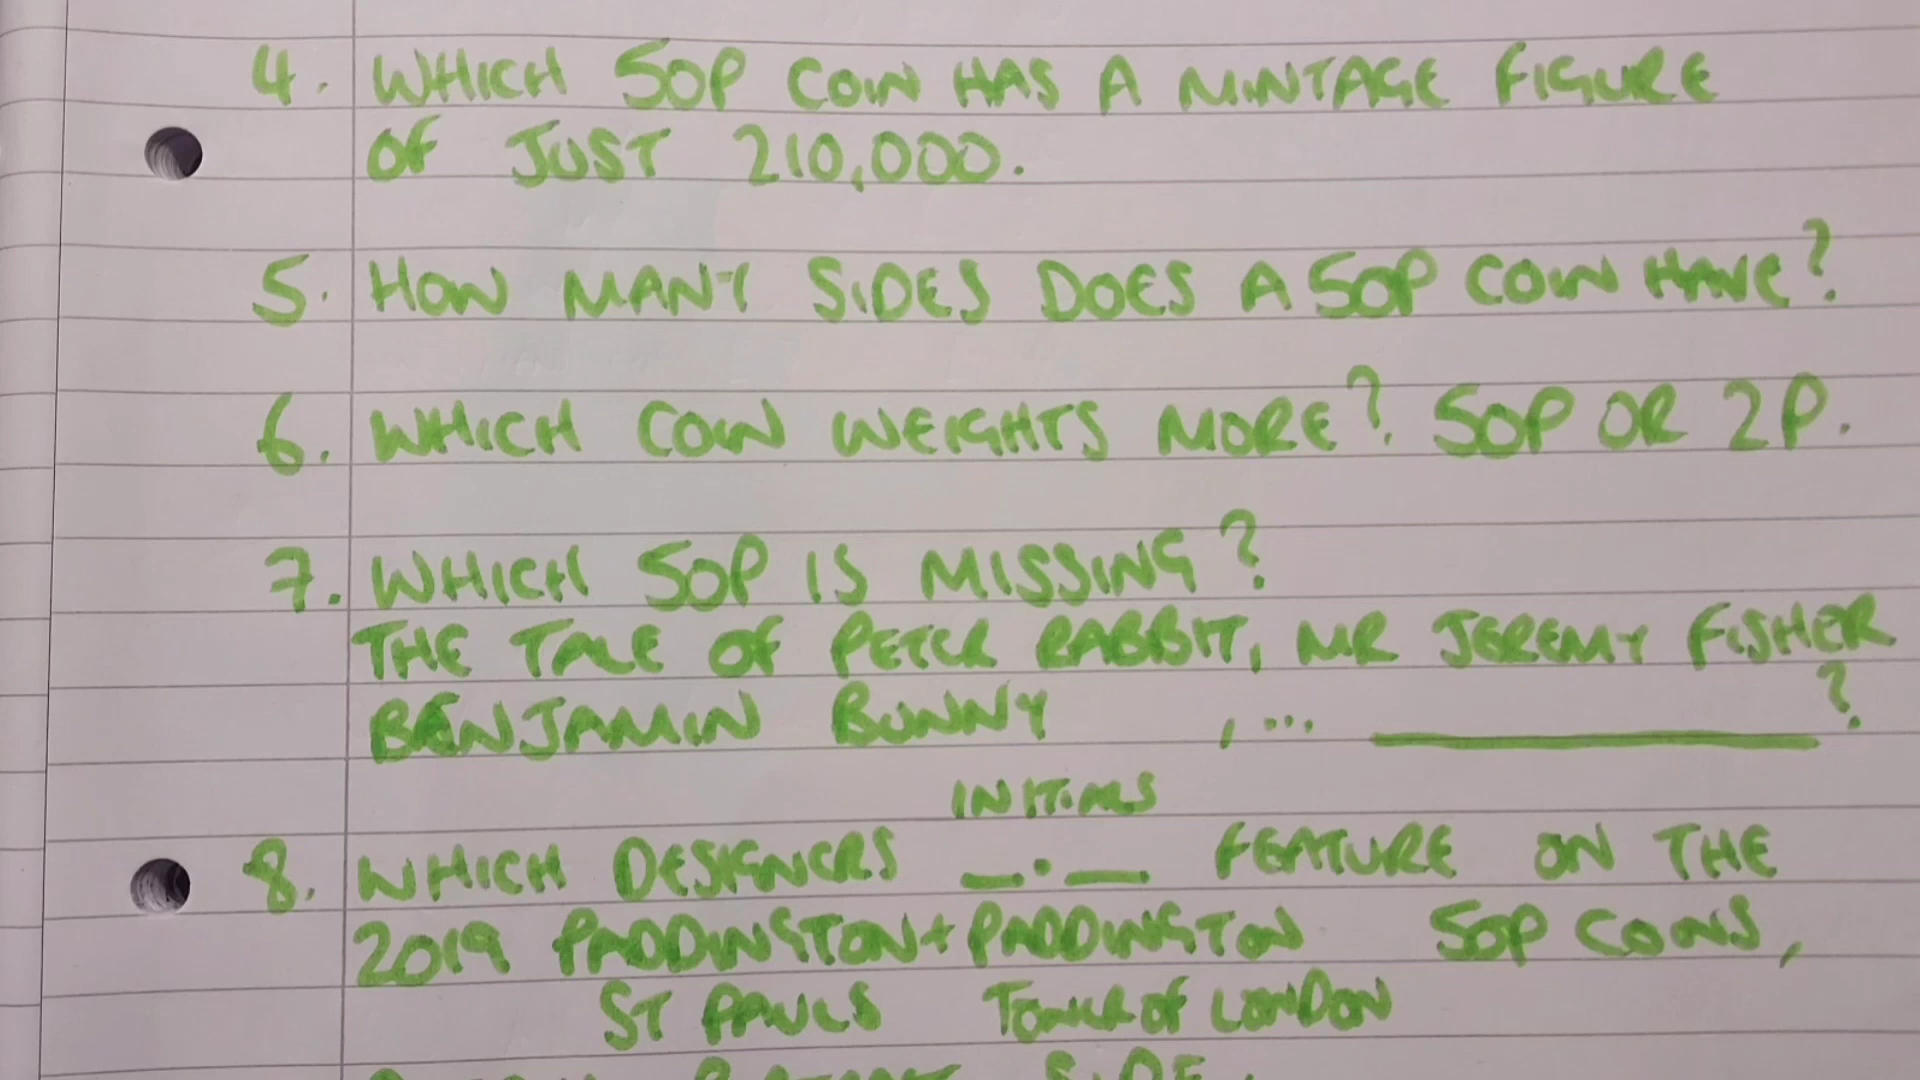 4. WHICH 50P COIN HAS A MINTAGE FIGURE
OF JUST 210,000.
5. HOW MANY SIDES DOES A 50P COIN HAVE?
6. WHICH COIN WEIGHTS MORE? 50P OR 2P.
7. WHICH 50P IS MISSING?
THE TALE OF PETER RABBIT, MR JEREMY FISHER
BENJAMIN BUNNY , ... ________ ?
INITIALS
8. WHICH DESIGNERS _._ FEATURE ON THE
2019 PADDINGTON + PADDINGTON 50P COINS,
ST PAULS TOWER OF LONDON
SIDE.